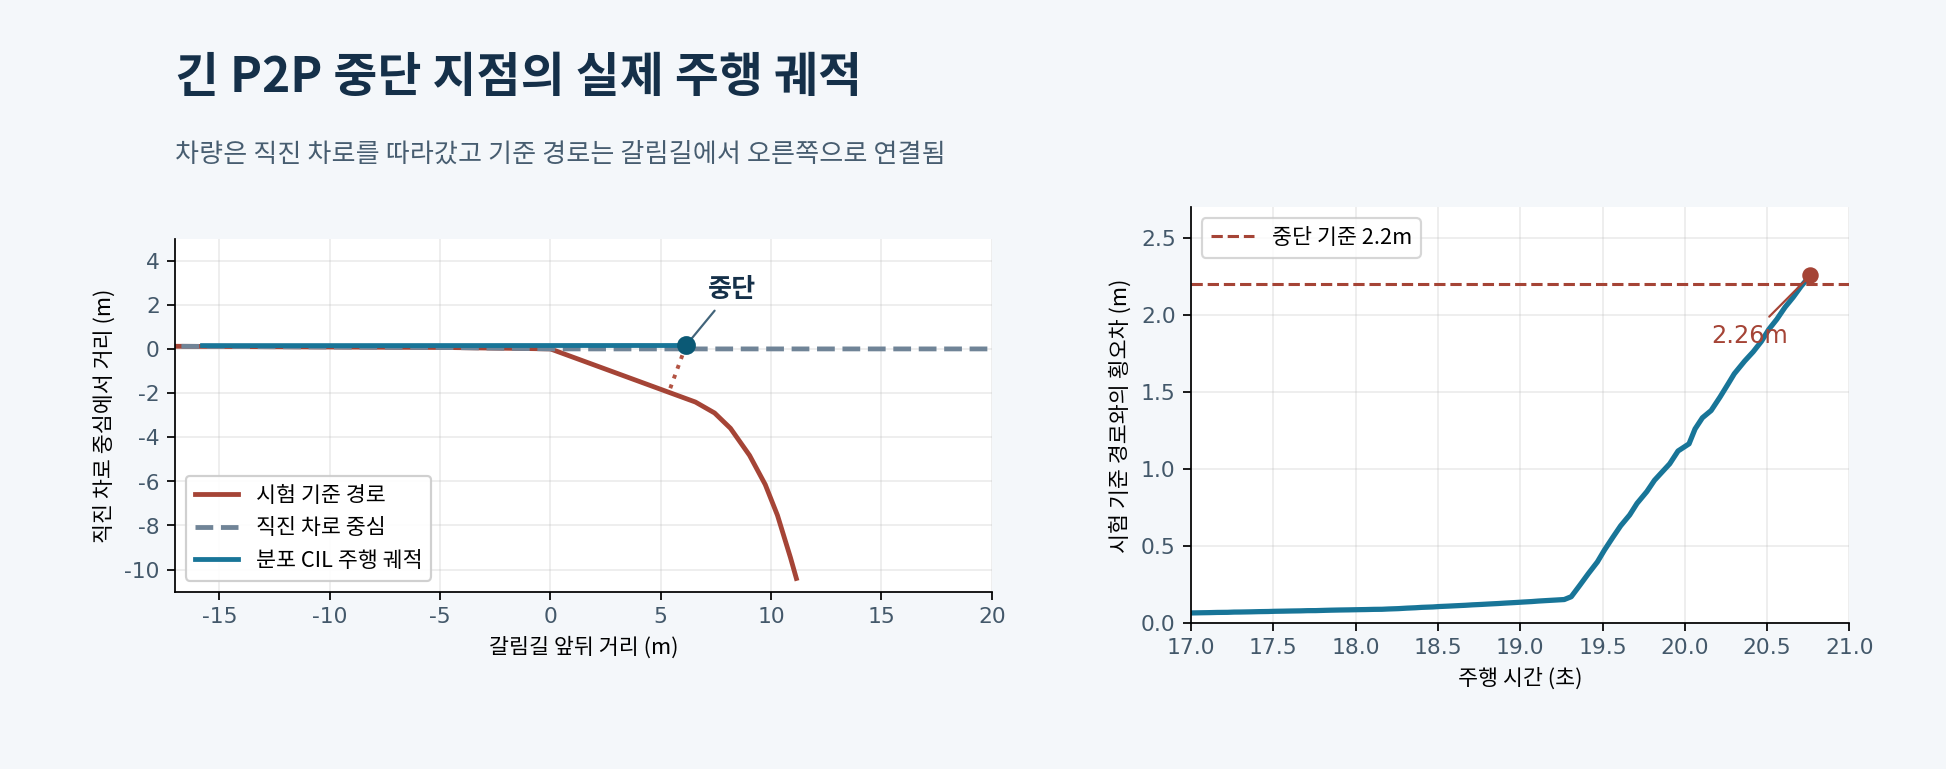 긴 P2P 중단 지점의 실제 주행 궤적
차량은 직진 차로를 따라갔고 기준 경로는 갈림길에서 오른쪽으로 연결됨
직진 차로 중심에서 거리 (m)
4
2
0
-2
-4
-6
-8
-10
중단
시험 기준 경로
직진 차로 중심
분포 CIL 주행 궤적
-15 -10 -5 0 5 10 15 20
갈림길 앞뒤 거리 (m)
시험 기준 경로와의 횡오차 (m)
2.5
2.0
1.5
1.0
0.5
0.0
중단 기준 2.2m
2.26m
17.0 17.5 18.0 18.5 19.0 19.5 20.0 20.5 21.0
주행 시간 (초)